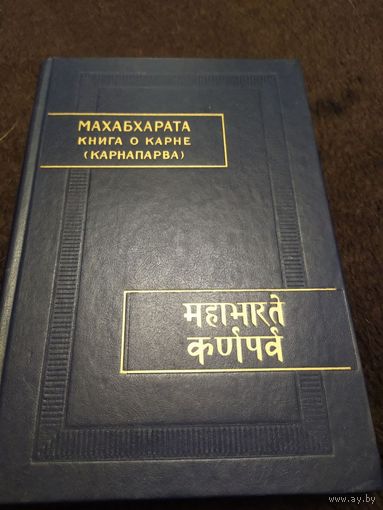 МАХАБХАРАТА
КНИГА О КАРНЕ
(КАРНАПАРВА)
महाभारते
कर्णपर्व
www.ay.by